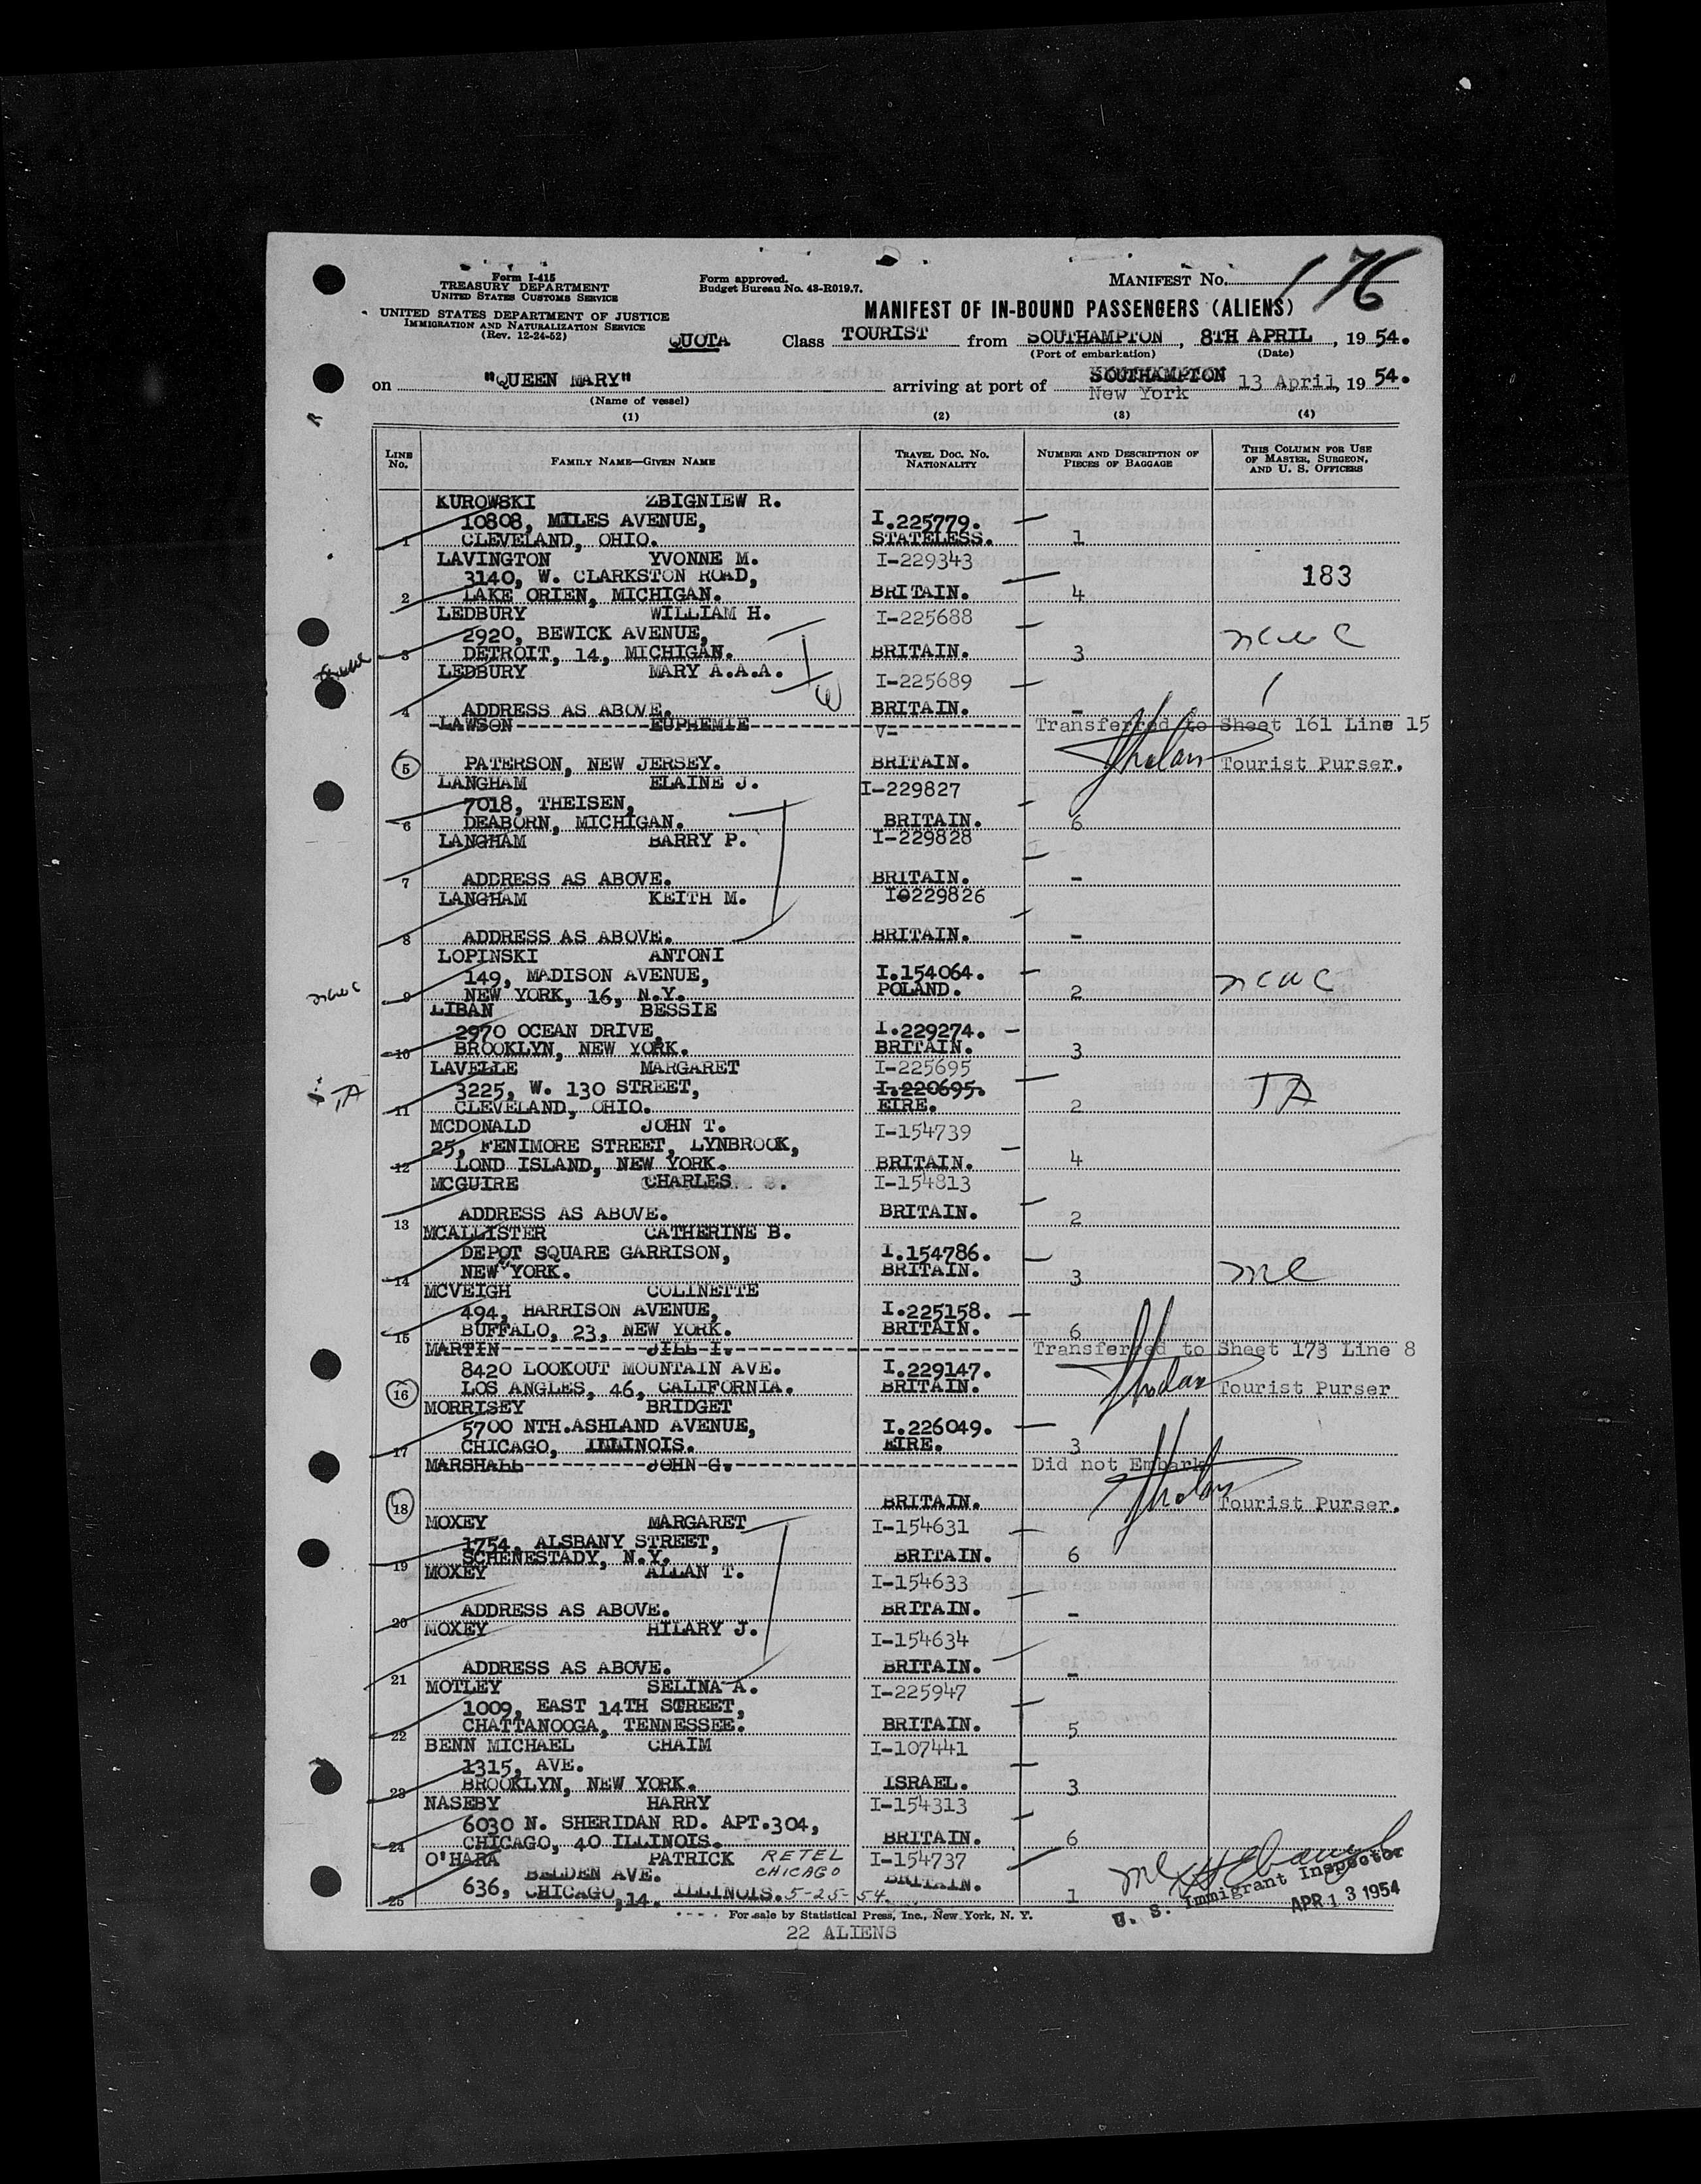 Form I-415
TREASURY DEPARTMENT
UNITED STATES CUSTOMS SERVICE
UNITED STATES DEPARTMENT OF JUSTICE
IMMIGRATION AND NATURALIZATION SERVICE
(Rev. 12-24-52)
Form approved.
Budget Bureau No. 43-R019.7.
MANIFEST No. 176
MANIFEST OF IN-BOUND PASSENGERS (ALIENS)
QUOTA Class TOURIST from SOUTHAMPTON, 8TH APRIL, 1954.
(Port of embarkation) (Date)
on "QUEEN MARY" arriving at port of SOUTHAMPTON New York 13 April, 1954.
(Name of vessel)
(1) (2) (3) (4)
LINE No. FAMILY NAME—GIVEN NAME TRAVEL DOC. NO. NATIONALITY NUMBER AND DESCRIPTION OF PIECES OF BAGGAGE THIS COLUMN FOR USE OF MASTER, SURGEON, AND U. S. OFFICERS
KUROWSKI ZBIGNIEW R.
10808, MILES AVENUE, I.225779.
1 CLEVELAND, OHIO. STATELESS. 1
LAVINGTON YVONNE M. I-229343
3140, W. CLARKSTON ROAD, 183
2 LAKE ORIEN, MICHIGAN. BRITAIN. 4
LEDBURY WILLIAM H. I-225688
2920, BEWICK AVENUE, ncwc
3 DETROIT, 14, MICHIGAN. BRITAIN. 3
LEDBURY MARY A.A.A. I-225689
4 ADDRESS AS ABOVE. BRITAIN. -
LAWSON EUPHEMIE V- Transferred to Sheet 161 Line 15
5 PATERSON, NEW JERSEY. BRITAIN. Tourist Purser.
LANGHAM ELAINE J. I-229827
7018, THEISEN,
6 DEABORN, MICHIGAN. BRITAIN. 6
LANGHAM BARRY P. I-229828
7 ADDRESS AS ABOVE. BRITAIN. -
LANGHAM KEITH M. I0229826
8 ADDRESS AS ABOVE. BRITAIN. -
LOPINSKI ANTONI
149, MADISON AVENUE, I.154064. ncwc
ncwc 9 NEW YORK, 16, N.Y. POLAND. 2
LIBAN BESSIE
2970 OCEAN DRIVE, I.229274.
10 BROOKLYN, NEW YORK. BRITAIN. 3
LAVELLE MARGARET I-225695
TA 3225, W. 130 STREET, I.220695. TA
11 CLEVELAND, OHIO. EIRE. 2
MCDONALD JOHN T. I-154739
25, FENIMORE STREET, LYNBROOK,
12 LOND ISLAND, NEW YORK. BRITAIN. 4
MCGUIRE CHARLES I-154813
13 ADDRESS AS ABOVE. BRITAIN. 2
MCALLISTER CATHERINE B.
DEPOT SQUARE GARRISON, I.154786.
14 NEW YORK. BRITAIN. 3 me
MCVEIGH COLINETTE
494, HARRISON AVENUE, I.225158.
15 BUFFALO, 23, NEW YORK. BRITAIN. 6
MARTIN JILL I. Transferred to Sheet 173 Line 8
8420 LOOKOUT MOUNTAIN AVE. I.229147.
16 LOS ANGLES, 46, CALIFORNIA. BRITAIN. Tourist Purser
MORRISEY BRIDGET
5700 NTH.ASHLAND AVENUE, I.226049.
17 CHICAGO, ILLINOIS. EIRE. 3
MARSHALL JOHN G. Did not Embark
18 BRITAIN. Tourist Purser.
MOXEY MARGARET I-154631
1754, ALSBANY STREET,
19 SCHENESTADY, N.Y. BRITAIN. 6
MOXEY ALLAN T. I-154633
20 ADDRESS AS ABOVE. BRITAIN. -
MOXEY HILARY J. I-154634
21 ADDRESS AS ABOVE. BRITAIN. -
MOTLEY SELINA A. I-225947
1009, EAST 14TH STREET,
22 CHATTANOOGA, TENNESSEE. BRITAIN. 5
BENN MICHAEL CHAIM I-107441
1315, AVE.
23 BROOKLYN, NEW YORK. ISRAEL. 3
NASEBY HARRY I-154313
6030 N. SHERIDAN RD. APT.304,
24 CHICAGO, 40 ILLINOIS. BRITAIN. 6
O'HARA PATRICK RETEL CHICAGO I-154737
BELDEN AVE.
25 636, CHICAGO, 14. ILLINOIS. 5-25-54. BRITAIN. 1
U. S. Immigrant Inspector
APR 13 1954
For sale by Statistical Press, Inc., New York, N. Y.
22 ALIENS